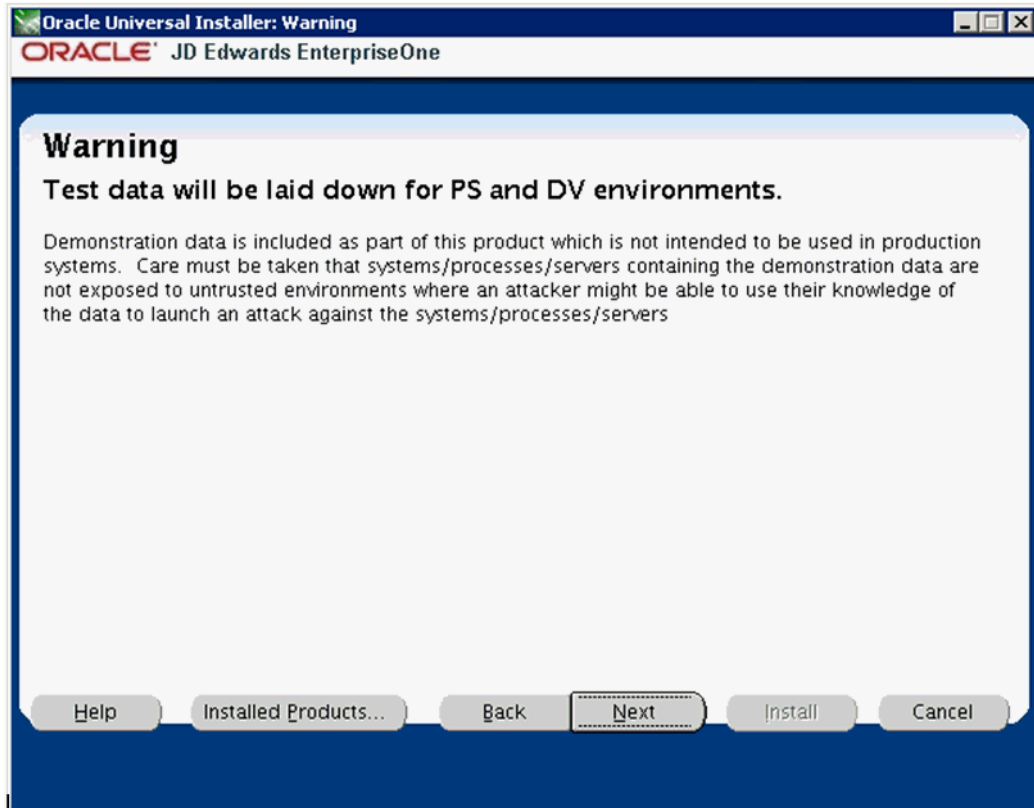 Oracle Universal Installer: Warning
ORACLE JD Edwards EnterpriseOne
Warning
Test data will be laid down for PS and DV environments.
Demonstration data is included as part of this product which is not intended to be used in production
systems.  Care must be taken that systems/processes/servers containing the demonstration data are
not exposed to untrusted environments where an attacker might be able to use their knowledge of
the data to launch an attack against the systems/processes/servers
Help Installed Products... Back Next Install Cancel